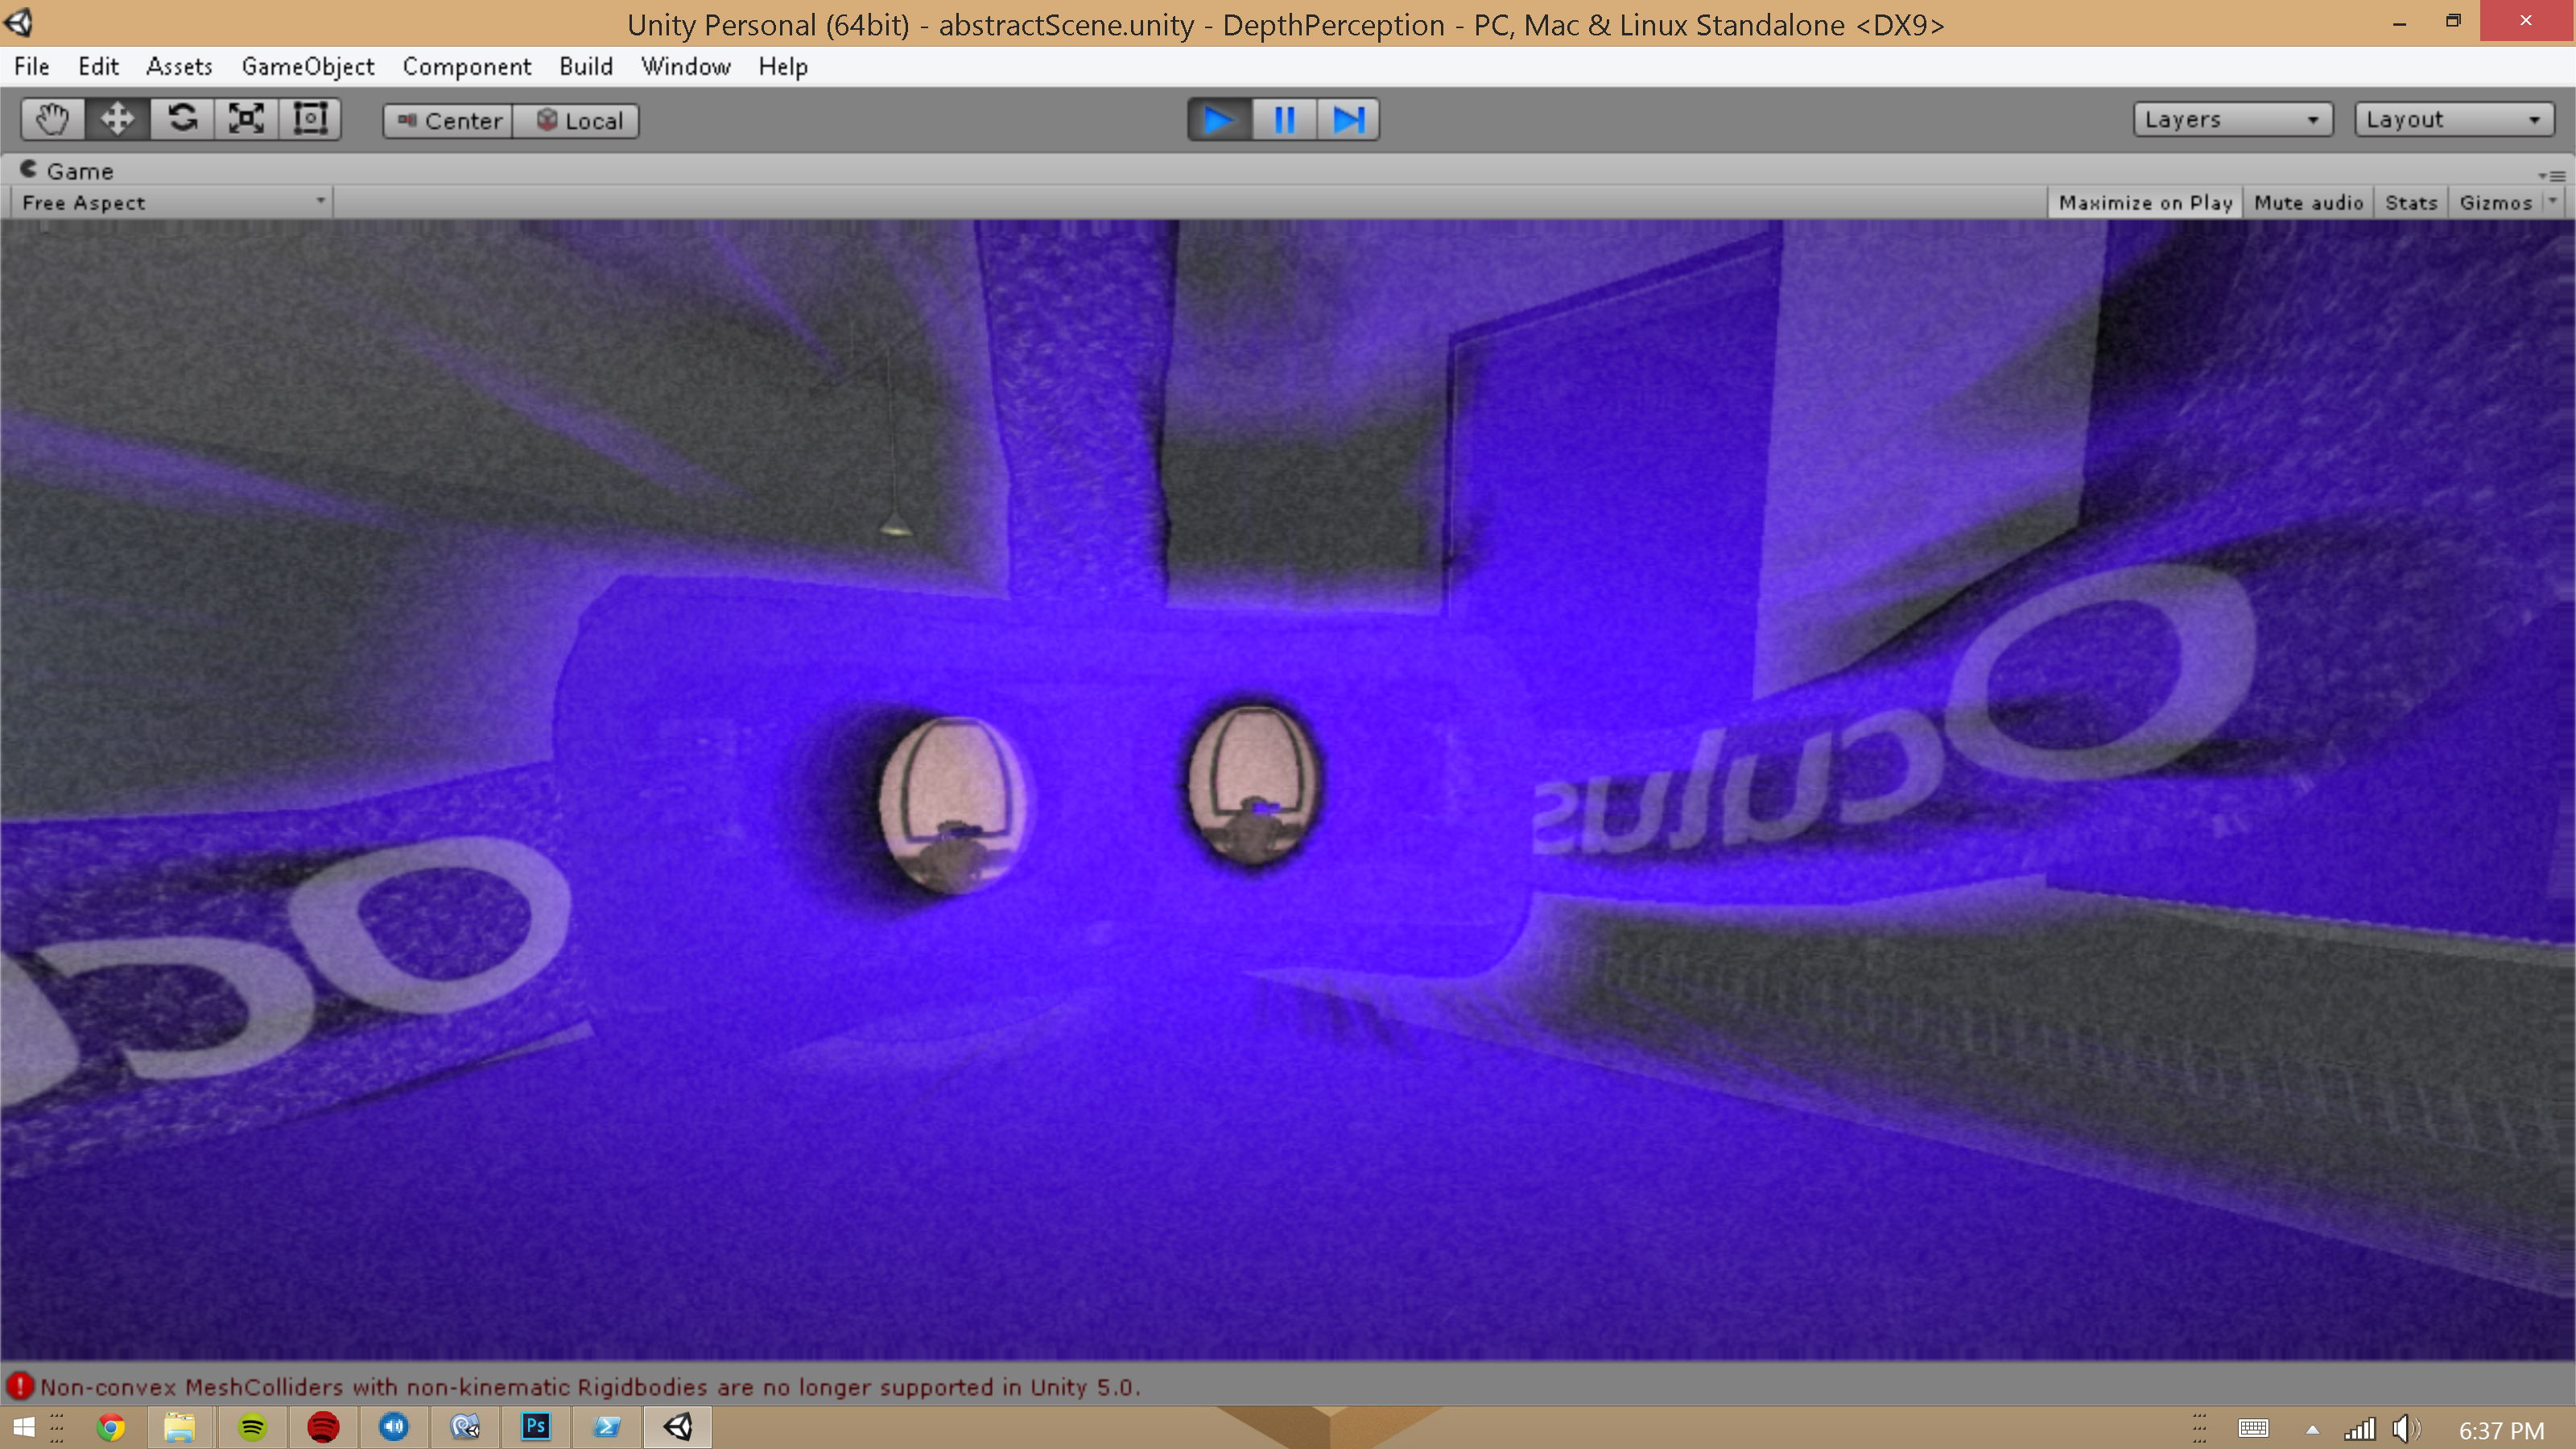 Unity Personal (64bit) - abstractScene.unity - DepthPerception - PC, Mac & Linux Standalone <DX9>
File Edit Assets GameObject Component Build Window Help
Center Local Layers Layout
Game
Free Aspect Maximize on Play Mute audio Stats Gizmos
Oculus
Oc
Non-convex MeshColliders with non-kinematic Rigidbodies are no longer supported in Unity 5.0.
Ps 6:37 PM